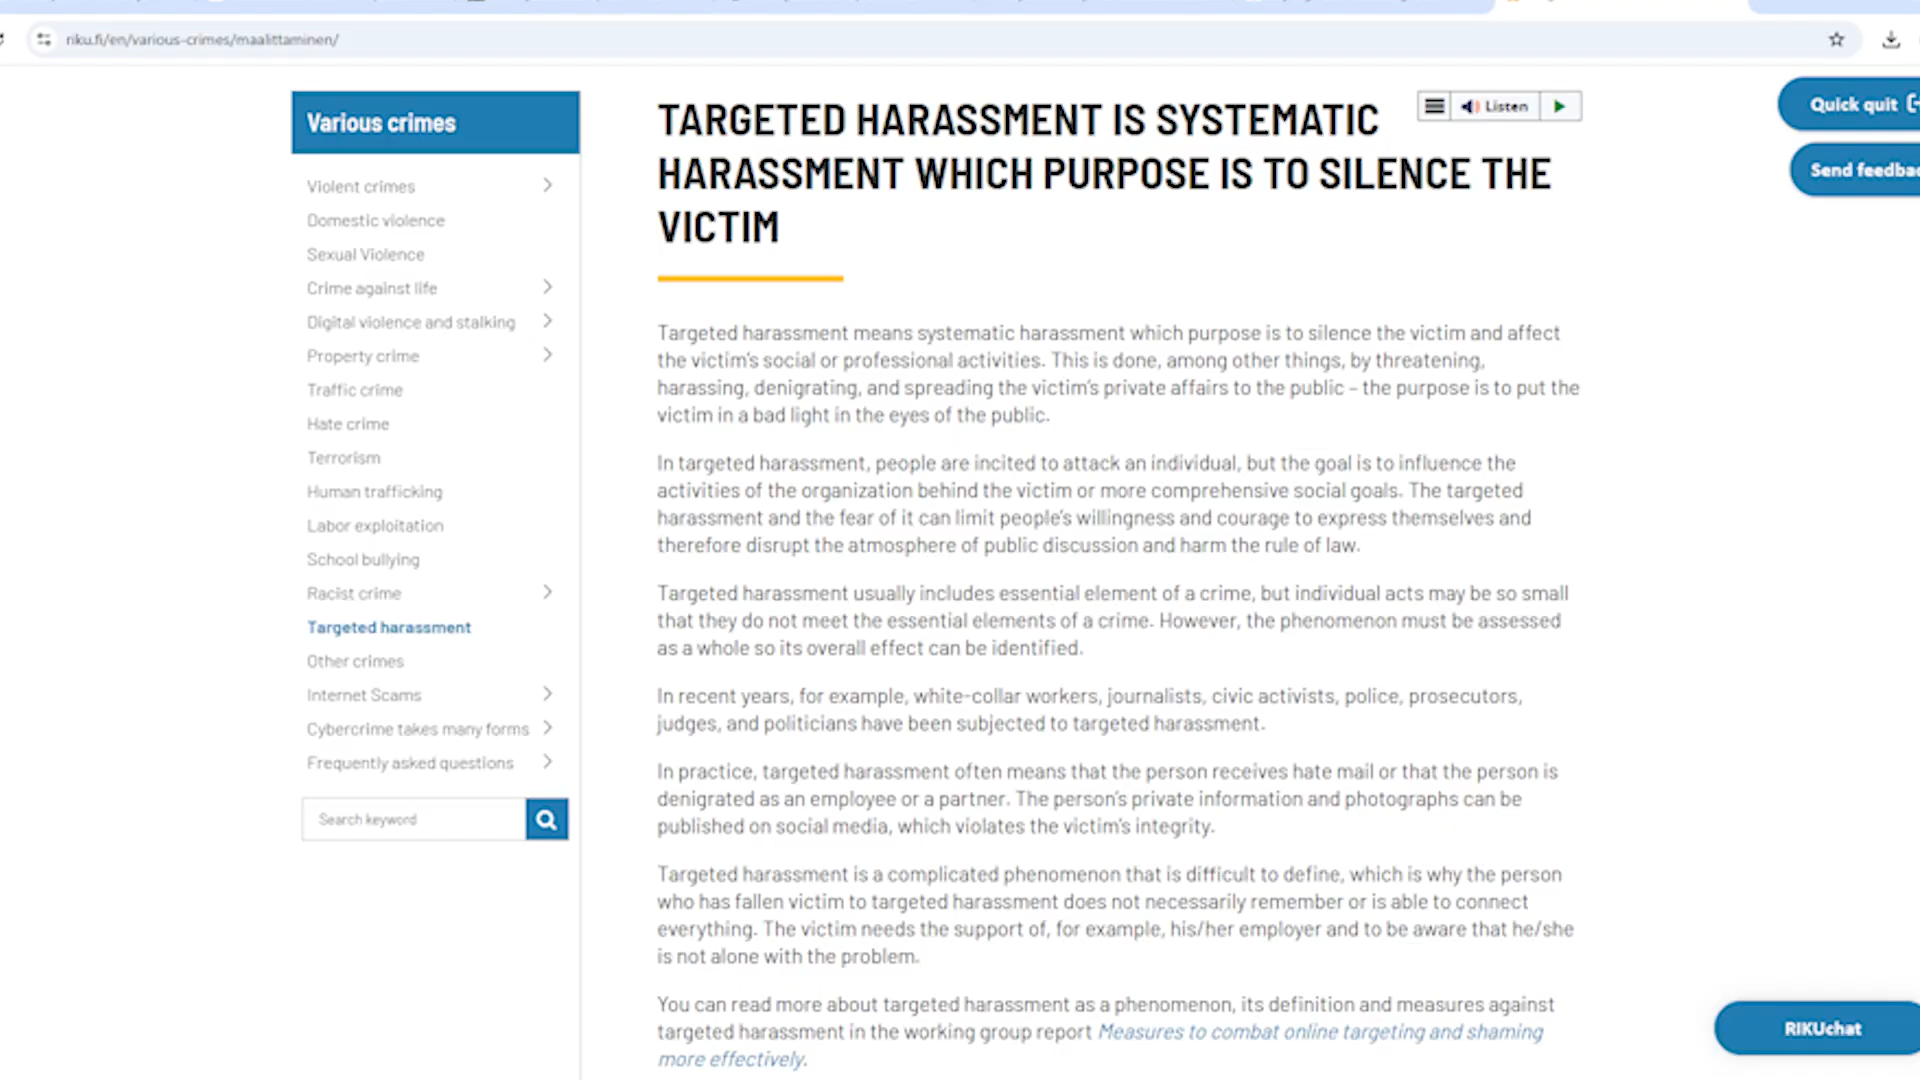 riku.fi/en/various-crimes/maalittaminen/
Various crimes
Violent crimes
Domestic violence
Sexual Violence
Crime against life
Digital violence and stalking
Property crime
Traffic crime
Hate crime
Terrorism
Human trafficking
Labor exploitation
School bullying
Racist crime
Targeted harassment
Other crimes
Internet Scams
Cybercrime takes many forms
Frequently asked questions
Search keyword
TARGETED HARASSMENT IS SYSTEMATIC
HARASSMENT WHICH PURPOSE IS TO SILENCE THE
VICTIM
Listen
Targeted harassment means systematic harassment which purpose is to silence the victim and affect
the victim's social or professional activities. This is done, among other things, by threatening,
harassing, denigrating, and spreading the victim's private affairs to the public – the purpose is to put the
victim in a bad light in the eyes of the public.
In targeted harassment, people are incited to attack an individual, but the goal is to influence the
activities of the organization behind the victim or more comprehensive social goals. The targeted
harassment and the fear of it can limit people's willingness and courage to express themselves and
therefore disrupt the atmosphere of public discussion and harm the rule of law.
Targeted harassment usually includes essential element of a crime, but individual acts may be so small
that they do not meet the essential elements of a crime. However, the phenomenon must be assessed
as a whole so its overall effect can be identified.
In recent years, for example, white-collar workers, journalists, civic activists, police, prosecutors,
judges, and politicians have been subjected to targeted harassment.
In practice, targeted harassment often means that the person receives hate mail or that the person is
denigrated as an employee or a partner. The person's private information and photographs can be
published on social media, which violates the victim's integrity.
Targeted harassment is a complicated phenomenon that is difficult to define, which is why the person
who has fallen victim to targeted harassment does not necessarily remember or is able to connect
everything. The victim needs the support of, for example, his/her employer and to be aware that he/she
is not alone with the problem.
You can read more about targeted harassment as a phenomenon, its definition and measures against
targeted harassment in the working group report Measures to combat online targeting and shaming
more effectively.
Quick quit
Send feedbac
RIKUchat